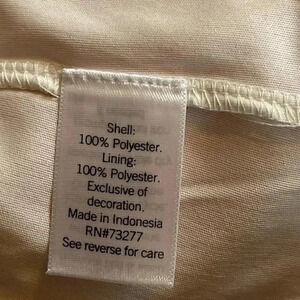 Shell:
100% Polyester.
Lining:
100% Polyester.
Exclusive of
decoration.
Made in Indonesia
RN#73277
See reverse for care